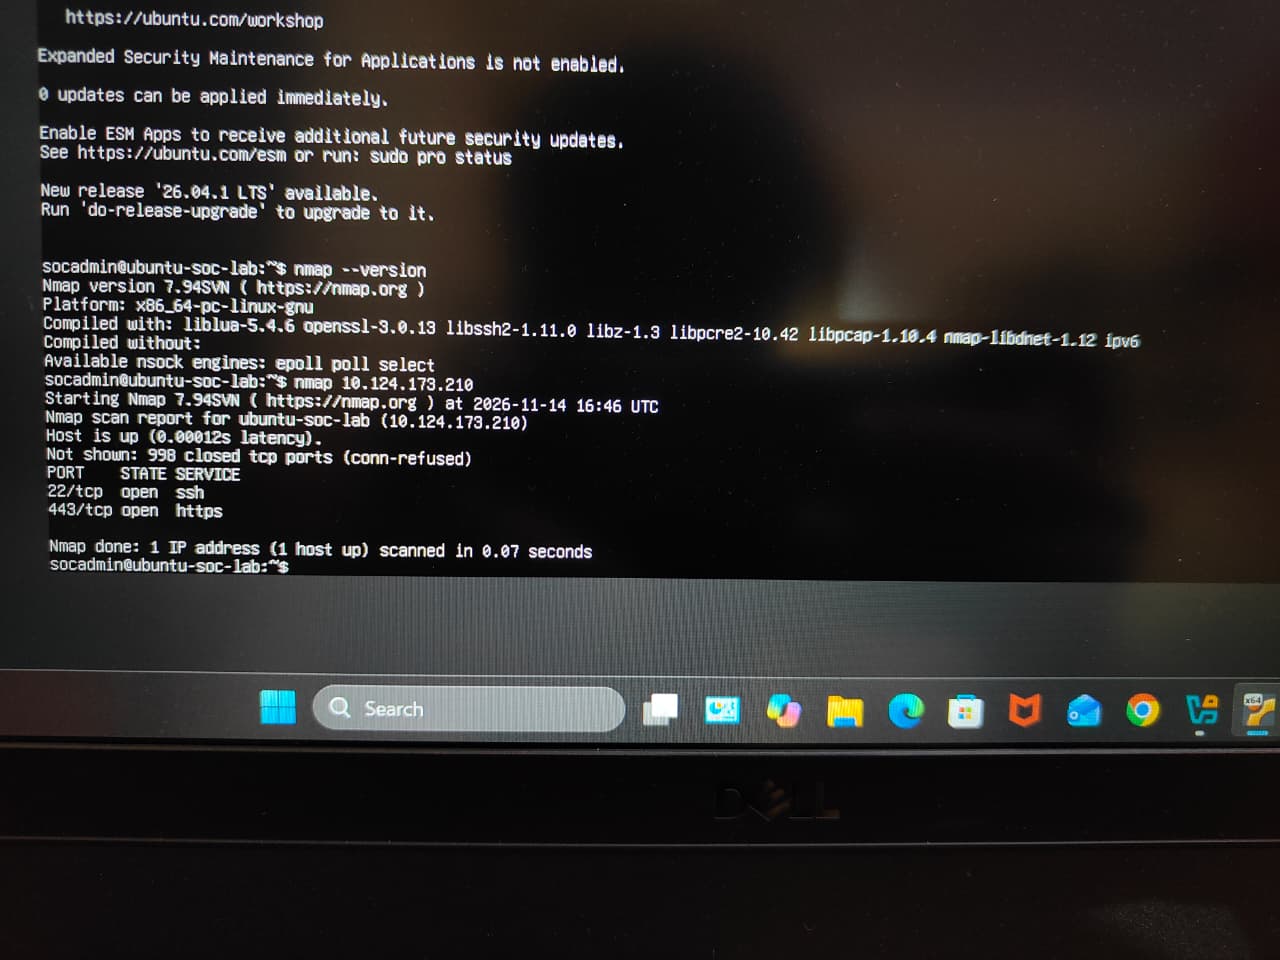 https://ubuntu.com/workshop
Expanded Security Maintenance for Applications is not enabled.
0 updates can be applied immediately.
Enable ESM Apps to receive additional future security updates.
See https://ubuntu.com/esm or run: sudo pro status
New release '26.04.1 LTS' available.
Run 'do-release-upgrade' to upgrade to it.
socadmin@ubuntu-soc-lab:~$ nmap --version
Nmap version 7.94SVN ( https://nmap.org )
Platform: x86_64-pc-linux-gnu
Compiled with: liblua-5.4.6 openssl-3.0.13 libssh2-1.11.0 libz-1.3 libpcre2-10.42 libpcap-1.10.4 nmap-libdnet-1.12 ipv6
Compiled without:
Available nsock engines: epoll poll select
socadmin@ubuntu-soc-lab:~$ nmap 10.124.173.210
Starting Nmap 7.94SVN ( https://nmap.org ) at 2026-11-14 16:46 UTC
Nmap scan report for ubuntu-soc-lab (10.124.173.210)
Host is up (0.00012s latency).
Not shown: 998 closed tcp ports (conn-refused)
PORT    STATE SERVICE
22/tcp  open  ssh
443/tcp open  https
Nmap done: 1 IP address (1 host up) scanned in 0.07 seconds
socadmin@ubuntu-soc-lab:~$
Search
x64
DELL